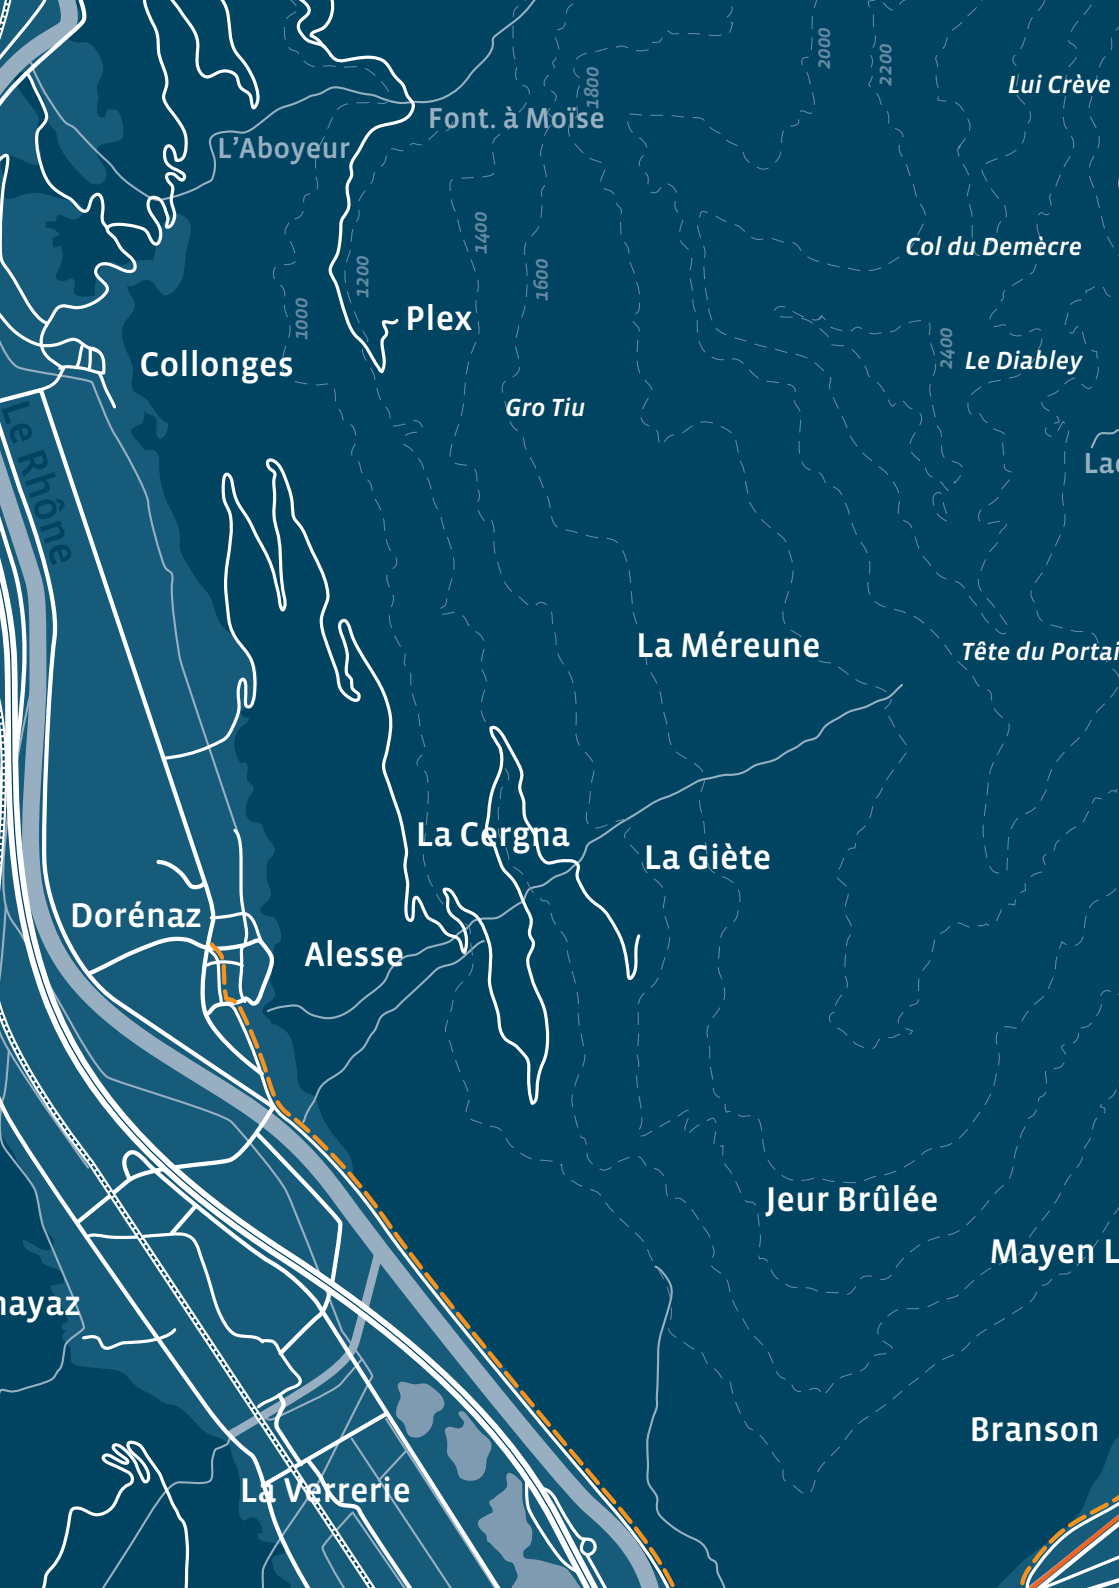 2000
2200
1800
Lui Crève
Font. à Moïse
L'Aboyeur
1400
Col du Demècre
1200
1600
1000
Plex
2400
Le Diabley
Collonges
Gro Tiu
Le Rhône
La Méreune
Tête du Portai
La Cergna
La Giète
Dorénaz
Alesse
Jeur Brûlée
Mayen L
nayaz
Branson
La Verrerie